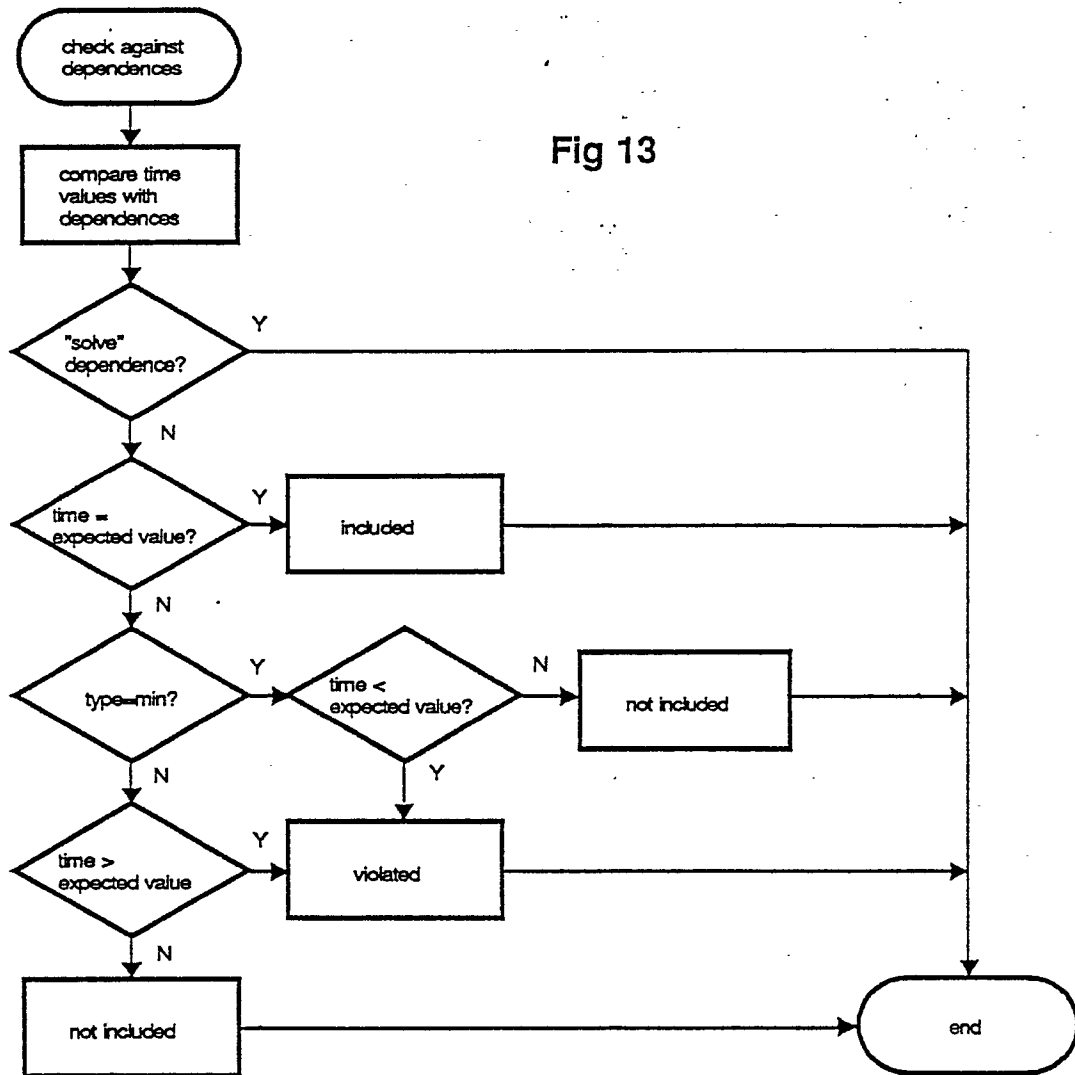 check against
dependences
Fig 13
compare time
values with
dependences
"solve"
dependence?
Y
N
time =
expected value?
Y
included
N
type=min?
Y
time <
expected value?
N
not included
Y
N
time >
expected value
Y
violated
N
not included
end